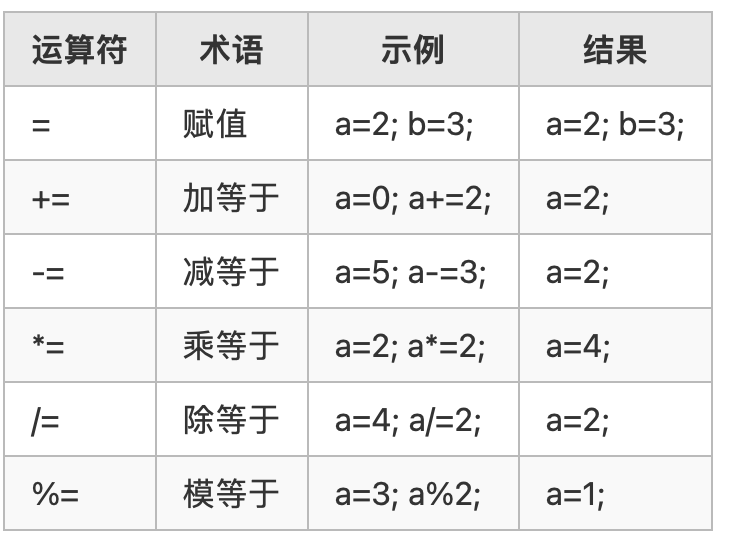 运算符 术语 示例 结果
= 赋值 a=2; b=3; a=2; b=3;
+= 加等于 a=0; a+=2; a=2;
-= 减等于 a=5; a-=3; a=2;
*= 乘等于 a=2; a*=2; a=4;
/= 除等于 a=4; a/=2; a=2;
%= 模等于 a=3; a%2; a=1;